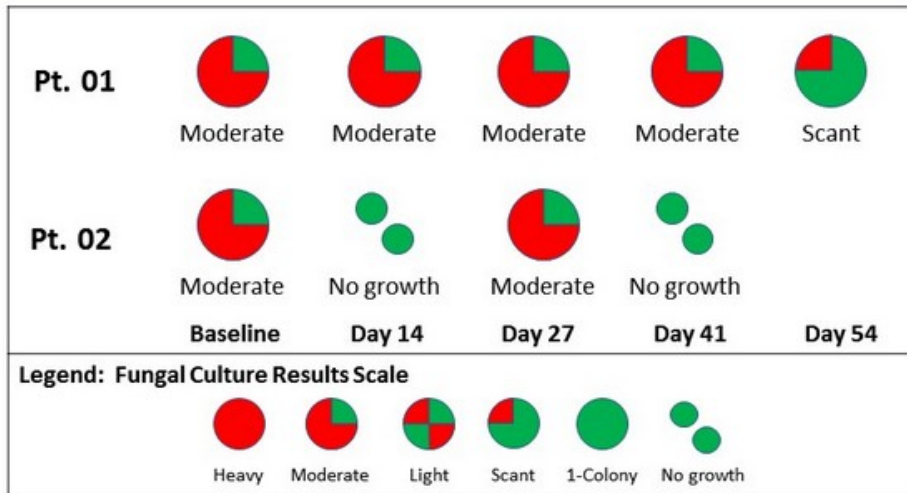 Pt. 01
Moderate Moderate Moderate Moderate Scant
Pt. 02
Moderate No growth Moderate No growth
Baseline Day 14 Day 27 Day 41 Day 54
Legend: Fungal Culture Results Scale
Heavy Moderate Light Scant 1-Colony No growth